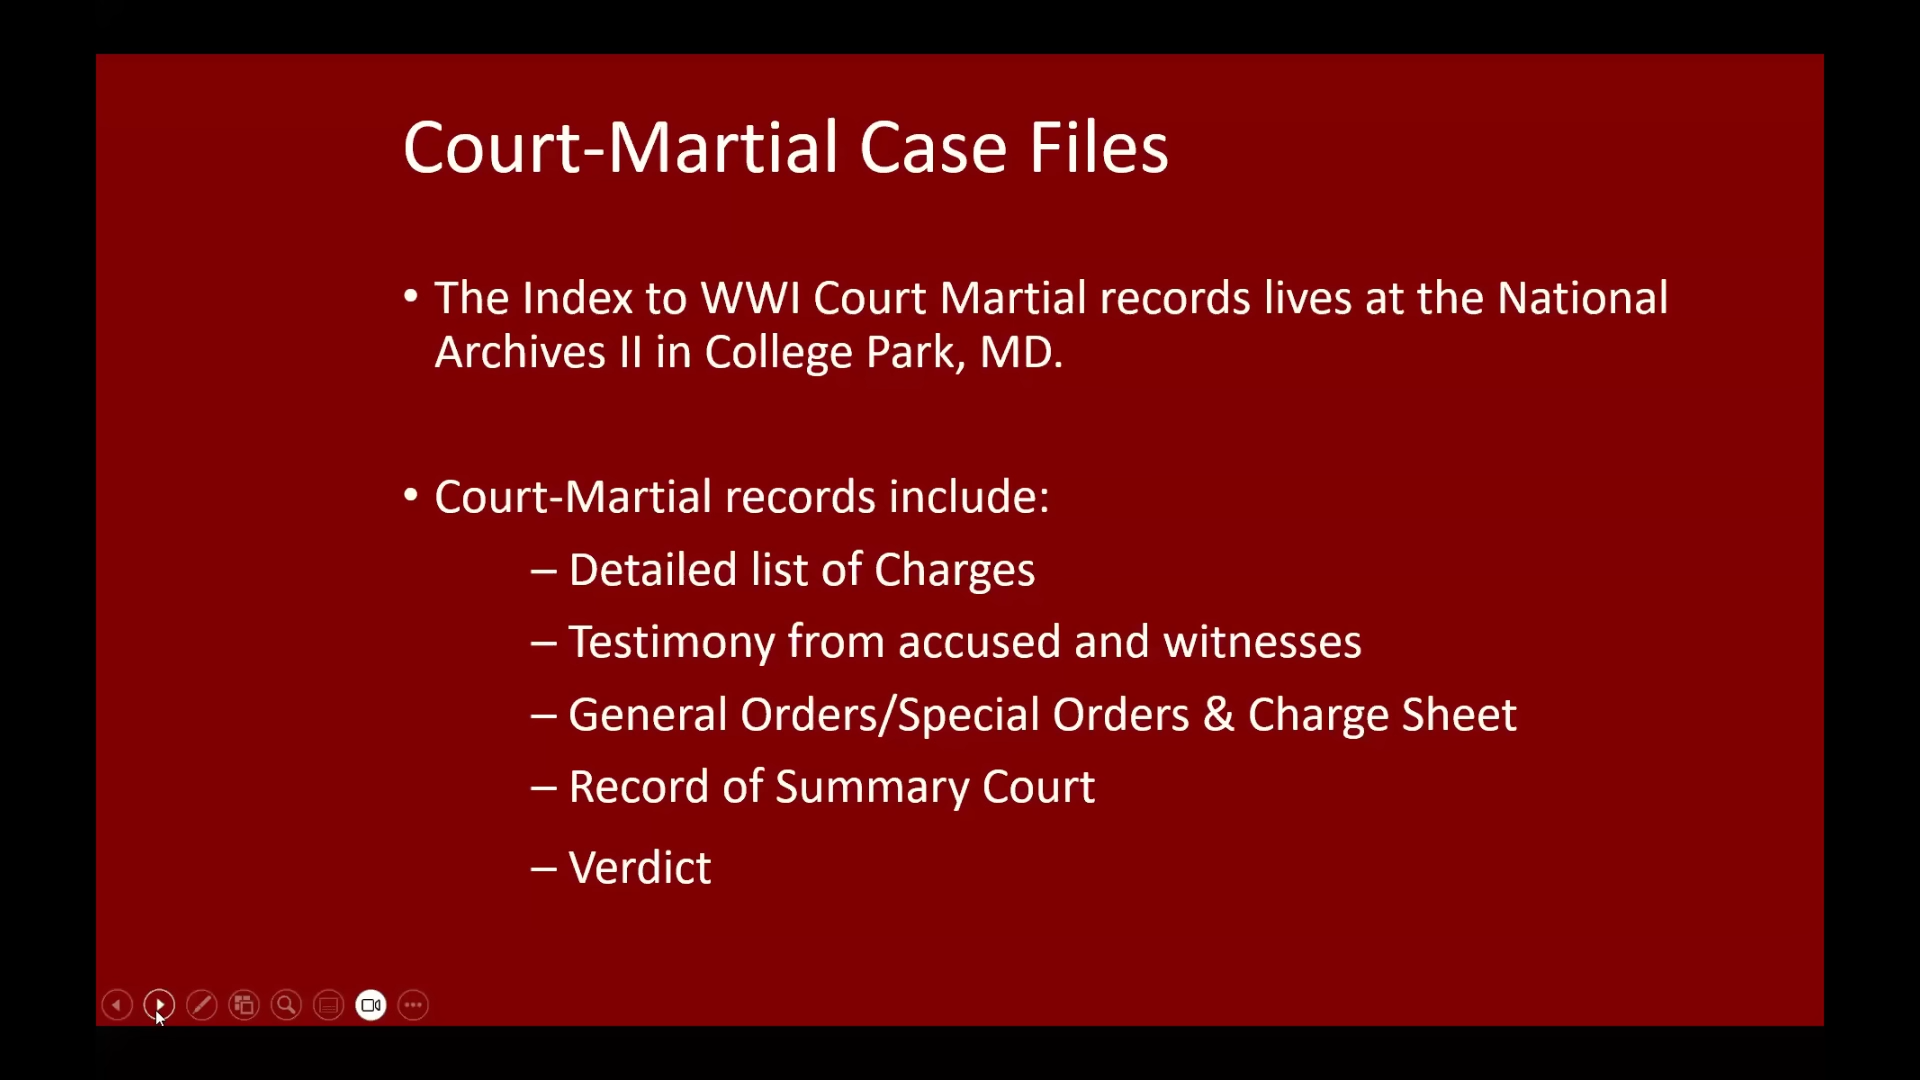 Court-Martial Case Files
• The Index to WWI Court Martial records lives at the National
Archives II in College Park, MD.
• Court-Martial records include:
– Detailed list of Charges
– Testimony from accused and witnesses
– General Orders/Special Orders & Charge Sheet
– Record of Summary Court
– Verdict